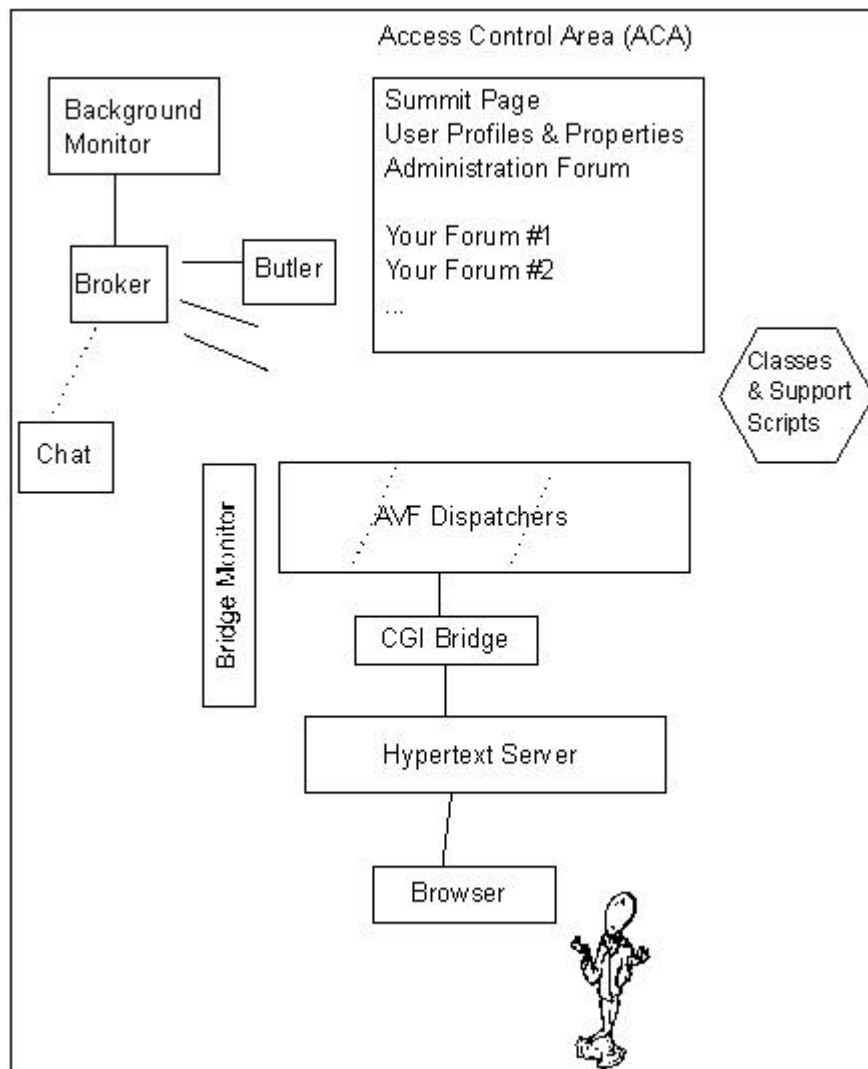 Access Control Area (ACA)
Background
Monitor
Summit Page
User Profiles & Properties
Administration Forum
Your Forum #1
Your Forum #2
...
Broker
Butler
Classes
& Support
Scripts
Chat
Bridge Monitor
AVF Dispatchers
CGI Bridge
Hypertext Server
Browser